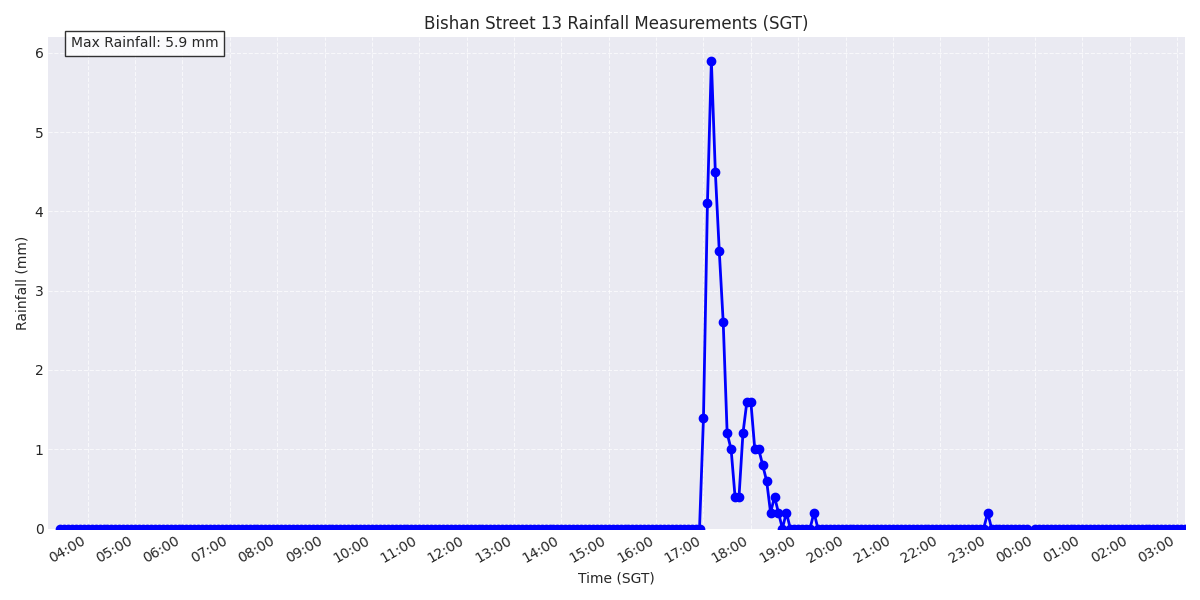 Bishan Street 13 Rainfall Measurements (SGT)
Max Rainfall: 5.9 mm
6
5
4
3
2
1
0
Rainfall (mm)
04:00 05:00 06:00 07:00 08:00 09:00 10:00 11:00 12:00 13:00 14:00 15:00 16:00 17:00 18:00 19:00 20:00 21:00 22:00 23:00 00:00 01:00 02:00 03:00
Time (SGT)